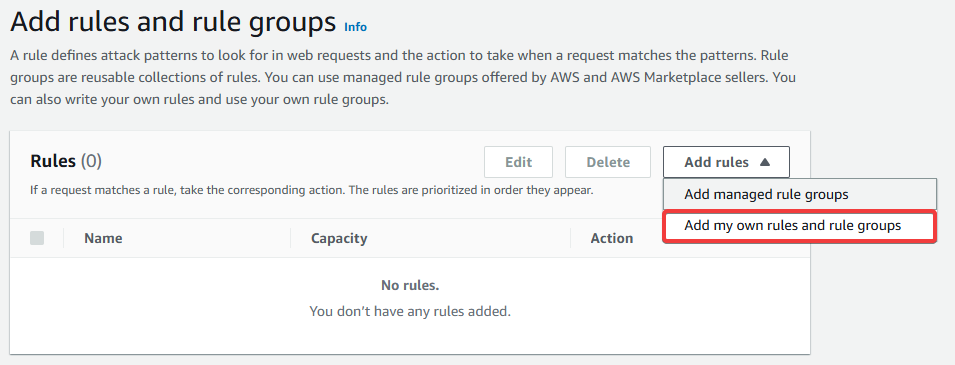 Add rules and rule groups Info
A rule defines attack patterns to look for in web requests and the action to take when a request matches the patterns. Rule
groups are reusable collections of rules. You can use managed rule groups offered by AWS and AWS Marketplace sellers. You
can also write your own rules and use your own rule groups.
Rules (0) Edit Delete Add rules
If a request matches a rule, take the corresponding action. The rules are prioritized in order they appear.
Add managed rule groups
Add my own rules and rule groups
Name Capacity Action
No rules.
You don’t have any rules added.